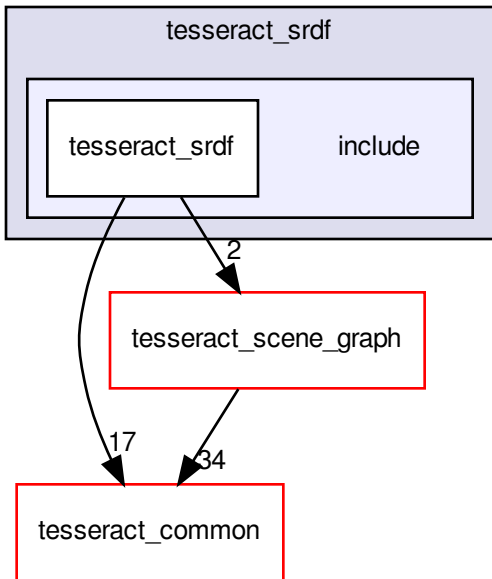 tesseract_srdf
tesseract_srdf
include
2
tesseract_scene_graph
17
34
tesseract_common